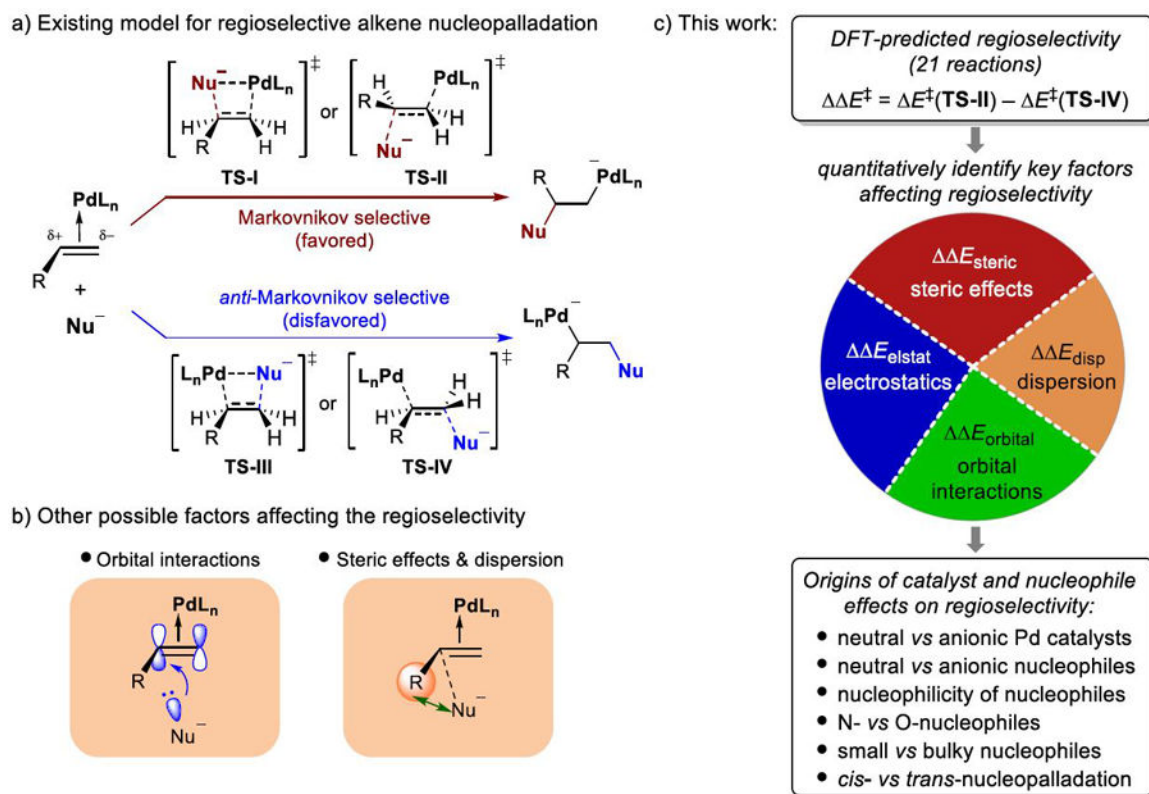 a) Existing model for regioselective alkene nucleopalladation
Nu⁻ PdLn ‡
R H H
TS-I
or
H PdLn ‡
R H H
Nu⁻
TS-II
PdLn
δ+ δ−
R
+
Nu⁻
Markovnikov selective
(favored)
R PdLn⁻
Nu
anti-Markovnikov selective
(disfavored)
LnPd⁻
R Nu
LnPd Nu⁻ ‡
H R H H
TS-III
or
LnPd H H ‡
H R Nu⁻
TS-IV
b) Other possible factors affecting the regioselectivity
● Orbital interactions
PdLn
R
Nu⁻
● Steric effects & dispersion
PdLn
R
Nu⁻
c) This work:
DFT-predicted regioselectivity
(21 reactions)
ΔΔE‡ = ΔE‡(TS-II) – ΔE‡(TS-IV)
quantitatively identify key factors
affecting regioselectivity
ΔΔEsteric
steric effects
ΔΔEelstat
electrostatics
ΔΔEdisp
dispersion
ΔΔEorbital
orbital
interactions
Origins of catalyst and nucleophile
effects on regioselectivity:
● neutral vs anionic Pd catalysts
● neutral vs anionic nucleophiles
● nucleophilicity of nucleophiles
● N- vs O-nucleophiles
● small vs bulky nucleophiles
● cis- vs trans-nucleopalladation